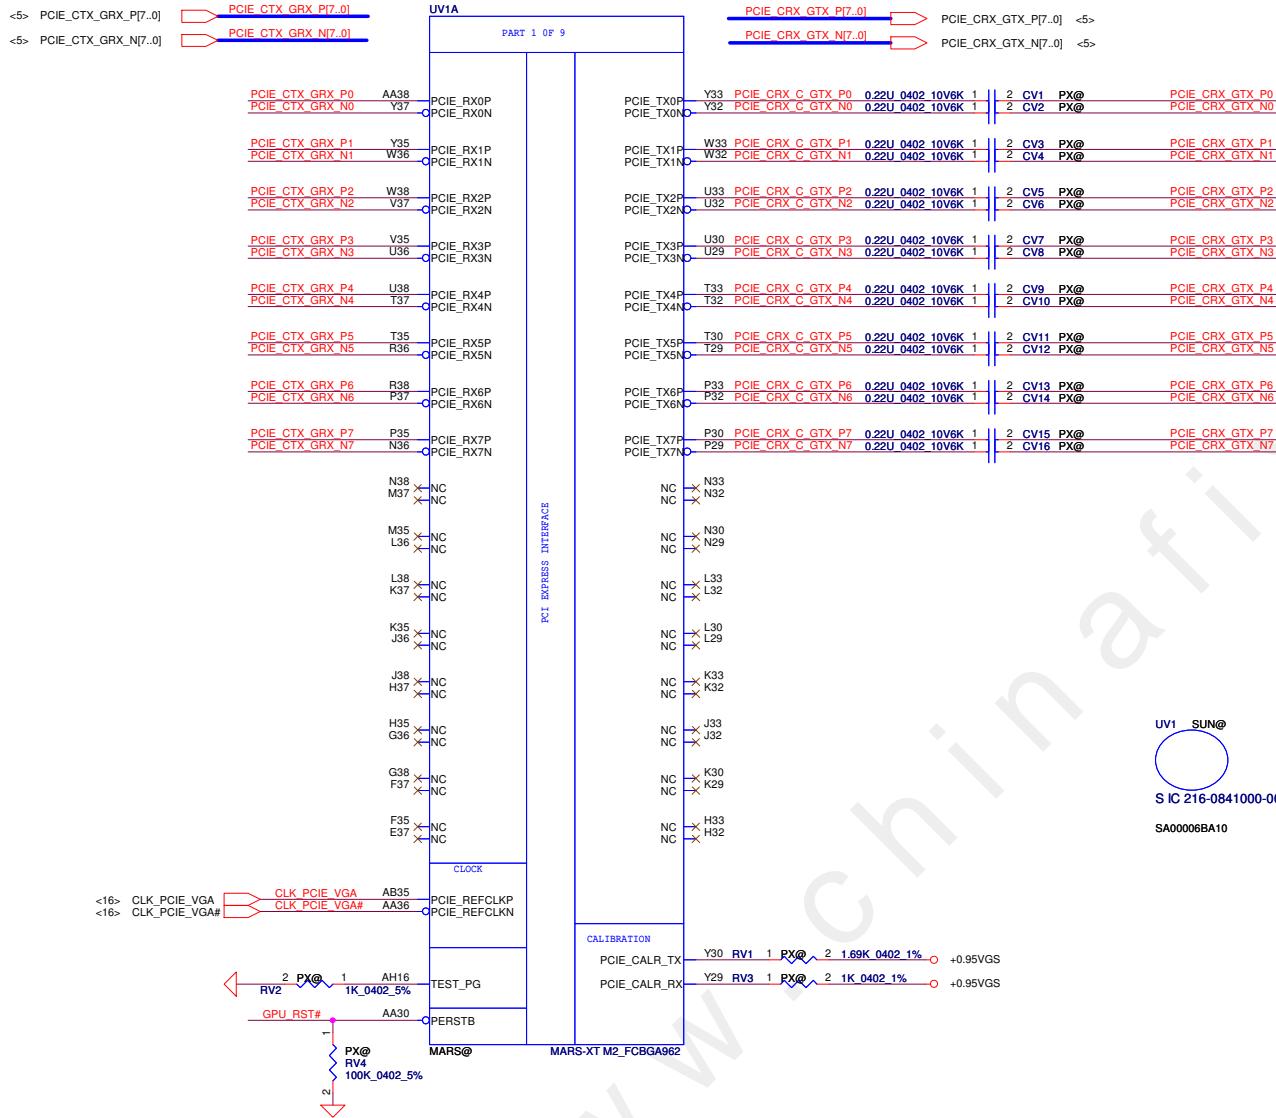 <5> PCIE_CTX_GRX_P[7..0] PCIE_CTX_GRX_P[7..0] UV1A PCIE_CRX_GTX_P[7..0] PCIE_CRX_GTX_P[7..0] <5>
<5> PCIE_CTX_GRX_N[7..0] PCIE_CTX_GRX_N[7..0] PART 1 0F 9 PCIE_CRX_GTX_N[7..0] PCIE_CRX_GTX_N[7..0] <5>
PCIE_CTX_GRX_P0 AA38 PCIE_RX0P PCIE_TX0P Y33 PCIE_CRX_C_GTX_P0 0.22U_0402_10V6K 1 2 CV1 PX@ PCIE_CRX_GTX_P0
PCIE_CTX_GRX_N0 Y37 PCIE_RX0N PCIE_TX0N Y32 PCIE_CRX_C_GTX_N0 0.22U_0402_10V6K 1 2 CV2 PX@ PCIE_CRX_GTX_N0
PCIE_CTX_GRX_P1 Y35 PCIE_RX1P PCIE_TX1P W33 PCIE_CRX_C_GTX_P1 0.22U_0402_10V6K 1 2 CV3 PX@ PCIE_CRX_GTX_P1
PCIE_CTX_GRX_N1 W36 PCIE_RX1N PCIE_TX1N W32 PCIE_CRX_C_GTX_N1 0.22U_0402_10V6K 1 2 CV4 PX@ PCIE_CRX_GTX_N1
PCIE_CTX_GRX_P2 W38 PCIE_RX2P PCIE_TX2P U33 PCIE_CRX_C_GTX_P2 0.22U_0402_10V6K 1 2 CV5 PX@ PCIE_CRX_GTX_P2
PCIE_CTX_GRX_N2 V37 PCIE_RX2N PCIE_TX2N U32 PCIE_CRX_C_GTX_N2 0.22U_0402_10V6K 1 2 CV6 PX@ PCIE_CRX_GTX_N2
PCIE_CTX_GRX_P3 V35 PCIE_RX3P PCIE_TX3P U30 PCIE_CRX_C_GTX_P3 0.22U_0402_10V6K 1 2 CV7 PX@ PCIE_CRX_GTX_P3
PCIE_CTX_GRX_N3 U36 PCIE_RX3N PCIE_TX3N U29 PCIE_CRX_C_GTX_N3 0.22U_0402_10V6K 1 2 CV8 PX@ PCIE_CRX_GTX_N3
PCIE_CTX_GRX_P4 U38 PCIE_RX4P PCIE_TX4P T33 PCIE_CRX_C_GTX_P4 0.22U_0402_10V6K 1 2 CV9 PX@ PCIE_CRX_GTX_P4
PCIE_CTX_GRX_N4 T37 PCIE_RX4N PCIE_TX4N T32 PCIE_CRX_C_GTX_N4 0.22U_0402_10V6K 1 2 CV10 PX@ PCIE_CRX_GTX_N4
PCIE_CTX_GRX_P5 T35 PCIE_RX5P PCIE_TX5P T30 PCIE_CRX_C_GTX_P5 0.22U_0402_10V6K 1 2 CV11 PX@ PCIE_CRX_GTX_P5
PCIE_CTX_GRX_N5 R36 PCIE_RX5N PCIE_TX5N T29 PCIE_CRX_C_GTX_N5 0.22U_0402_10V6K 1 2 CV12 PX@ PCIE_CRX_GTX_N5
PCIE_CTX_GRX_P6 R38 PCIE_RX6P PCIE_TX6P P33 PCIE_CRX_C_GTX_P6 0.22U_0402_10V6K 1 2 CV13 PX@ PCIE_CRX_GTX_P6
PCIE_CTX_GRX_N6 P37 PCIE_RX6N PCIE_TX6N P32 PCIE_CRX_C_GTX_N6 0.22U_0402_10V6K 1 2 CV14 PX@ PCIE_CRX_GTX_N6
PCIE_CTX_GRX_P7 P35 PCIE_RX7P PCIE_TX7P P30 PCIE_CRX_C_GTX_P7 0.22U_0402_10V6K 1 2 CV15 PX@ PCIE_CRX_GTX_P7
PCIE_CTX_GRX_N7 N36 PCIE_RX7N PCIE_TX7N P29 PCIE_CRX_C_GTX_N7 0.22U_0402_10V6K 1 2 CV16 PX@ PCIE_CRX_GTX_N7
N38 NC NC N33
M37 NC NC N32
M35 NC NC N30
L36 NC NC N29
PCI EXPRESS INTERFACE
L38 NC NC L33
K37 NC NC L32
K35 NC NC L30
J36 NC NC L29
J38 NC NC K33
H37 NC NC K32
H35 NC NC J33
G36 NC NC J32
UV1 SUN@
G38 NC NC K30
F37 NC NC K29
S IC 216-0841000-00
F35 NC NC H33
E37 NC NC H32
SA00006BA10
CLOCK
<16> CLK_PCIE_VGA CLK_PCIE_VGA AB35 PCIE_REFCLKP
<16> CLK_PCIE_VGA# CLK_PCIE_VGA# AA36 PCIE_REFCLKN
CALIBRATION
PCIE_CALR_TX Y30 RV1 1 PX@ 2 1.69K_0402_1% +0.95VGS
2 PX@ 1 AH16 TEST_PG PCIE_CALR_RX Y29 RV3 1 PX@ 2 1K_0402_1% +0.95VGS
RV2 1K_0402_5%
GPU_RST# AA30 PERSTB
1 PX@ MARS@ MARS-XT M2_FCBGA962
RV4
100K_0402_5%
2
w.chinafi